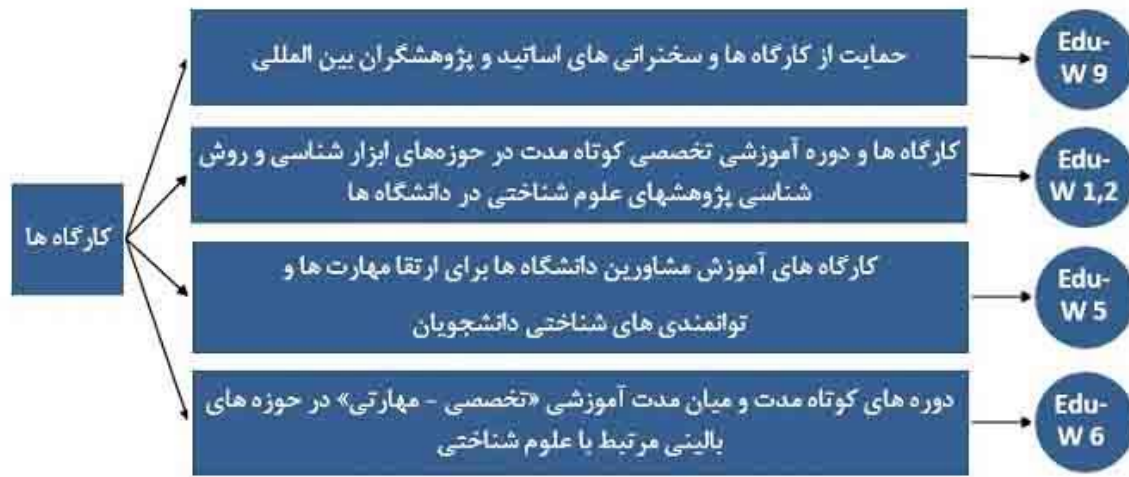 کارگاه ها
حمایت از کارگاه ها و سخنرانی های اساتید و پژوهشگران بین المللی
Edu-
W 9
کارگاه ها و دوره آموزشی تخصصی کوتاه مدت در حوزه‌های ابزار شناسی و روش
شناسی پژوهشهای علوم شناختی در دانشگاه ها
Edu-
W 1,2
کارگاه های آموزش مشاورین دانشگاه ها برای ارتقا مهارت ها و
توانمندی های شناختی دانشجویان
Edu-
W 5
دوره های کوتاه مدت و میان مدت آموزشی «تخصصی - مهارتی» در حوزه های
بالینی مرتبط با علوم شناختی
Edu-
W 6